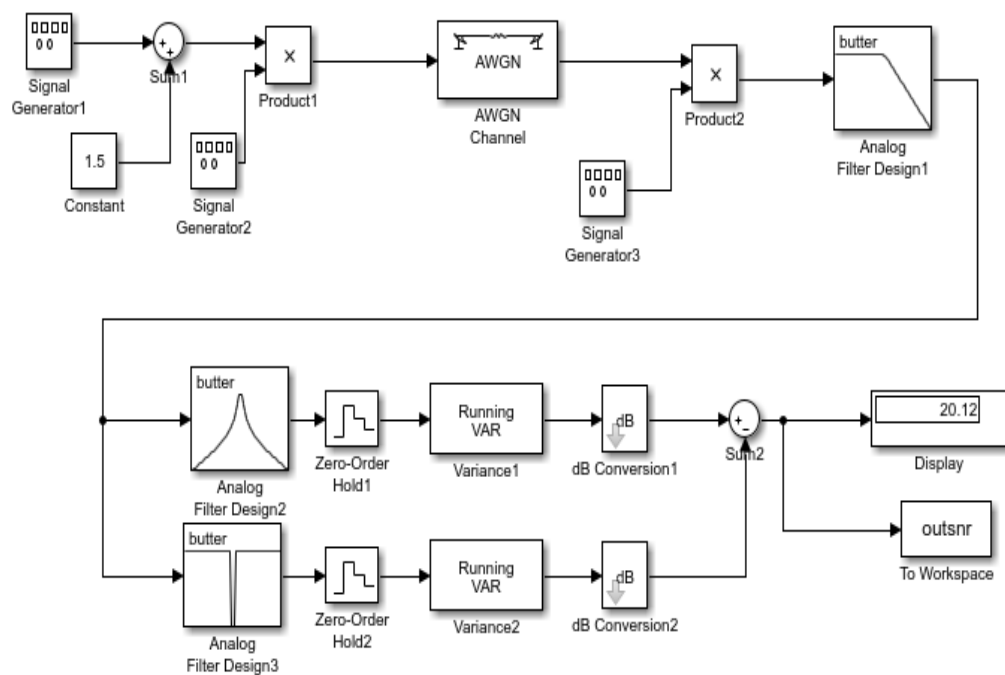 butter
AWGN
×
×
+
+
Signal
Generator1
Sum1
Product1
AWGN
Channel
Product2
Analog
Filter Design1
1.5
Constant
Signal
Generator2
Signal
Generator3
butter
Running
VAR
dB
+
−
20.12
Zero-Order
Hold1
Variance1
dB Conversion1
Sum2
Display
Analog
Filter Design2
butter
Running
VAR
dB
outsnr
To Workspace
Zero-Order
Hold2
Variance2
dB Conversion2
Analog
Filter Design3